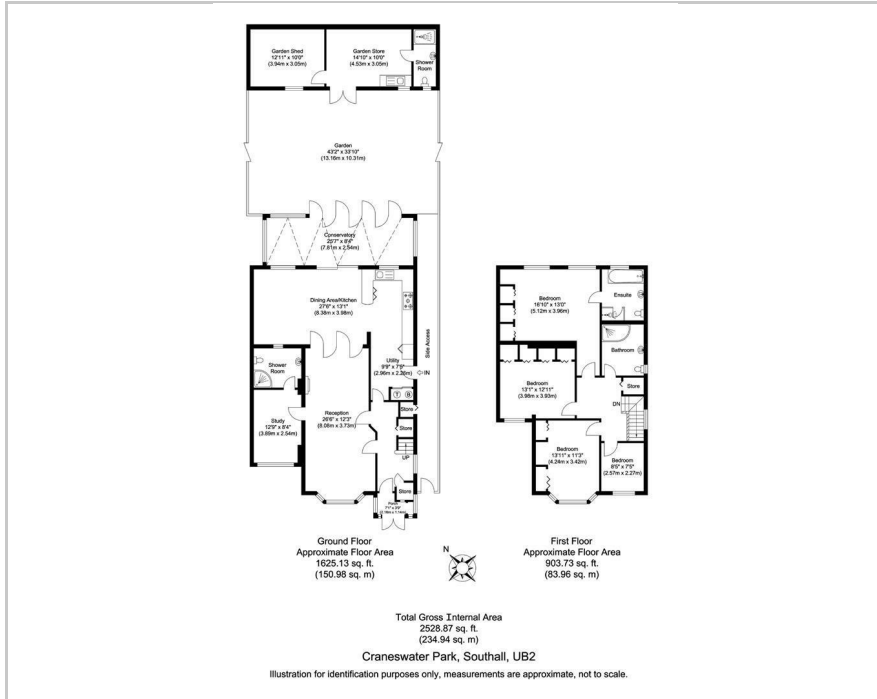 Garden Shed
12'11" x 10'0"
(3.94m x 3.05m)
Garden Store
14'10" x 10'0"
(4.53m x 3.05m)
Shower
Room
Garden
43'2" x 33'10"
(13.16m x 10.31m)
Conservatory
25'7" x 8'4"
(7.81m x 2.54m)
Dining Area/Kitchen
27'6" x 13'1"
(8.38m x 3.98m)
Side Access
Utility
9'9" x 7'5"
(2.96m x 2.26m)
IN
T
B
Shower
Room
Store
Store
Reception
26'6" x 12'3"
(8.08m x 3.73m)
Study
12'9" x 8'4"
(3.89m x 2.54m)
UP
Store
Porch
Bedroom
16'10" x 13'0"
(5.12m x 3.96m)
Ensuite
Bathroom
Bedroom
13'1" x 12'11"
(3.98m x 3.93m)
Store
DN
Bedroom
13'11" x 11'3"
(4.24m x 3.42m)
Bedroom
8'5" x 7'5"
(2.57m x 2.27m)
Ground Floor
Approximate Floor Area
1625.13 sq. ft.
(150.98 sq. m)
N
First Floor
Approximate Floor Area
903.73 sq. ft.
(83.96 sq. m)
Total Gross Internal Area
2528.87 sq. ft.
(234.94 sq. m)
Craneswater Park, Southall, UB2
Illustration for identification purposes only, measurements are approximate, not to scale.